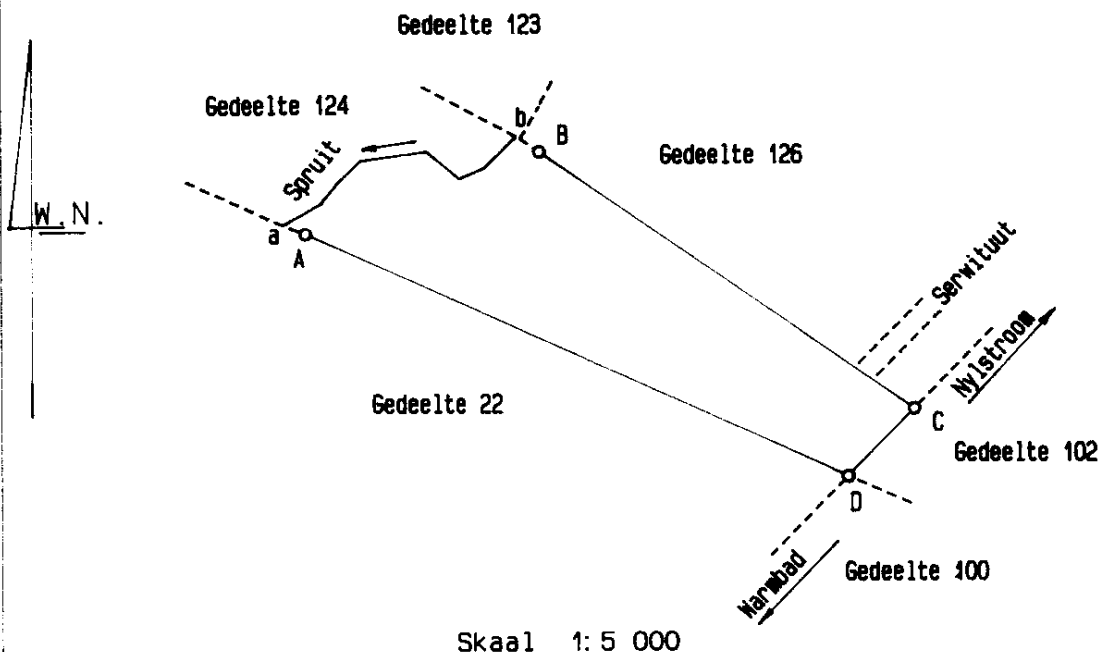 Gedeelte 123
Gedeelte 124
b
B
Spruit
Gedeelte 126
W.N.
a
A
Serwituut
Nylstroom
Gedeelte 22
C
Gedeelte 102
D
Warmbad
Gedeelte 100
Skaal 1: 5 000